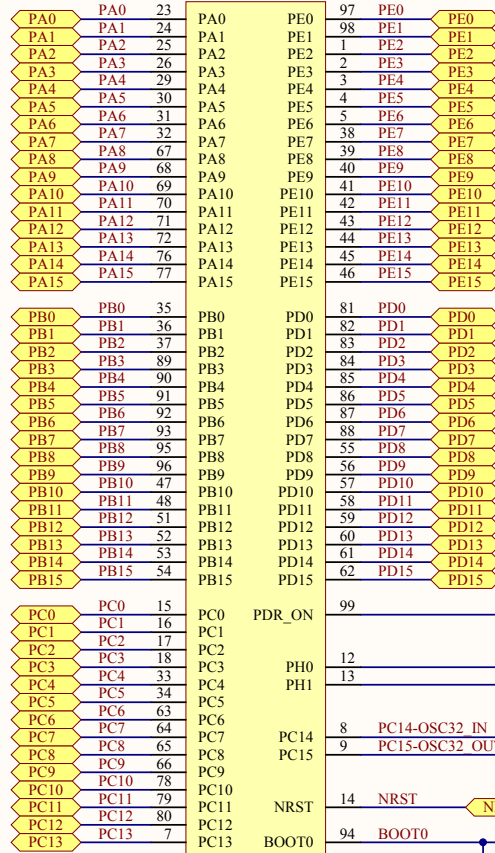 PA0 PA0 23 PA0 PE0 97 PE0 PE0
PA1 PA1 24 PA1 PE1 98 PE1 PE1
PA2 PA2 25 PA2 PE2 1 PE2 PE2
PA3 PA3 26 PA3 PE3 2 PE3 PE3
PA4 PA4 29 PA4 PE4 3 PE4 PE4
PA5 PA5 30 PA5 PE5 4 PE5 PE5
PA6 PA6 31 PA6 PE6 5 PE6 PE6
PA7 PA7 32 PA7 PE7 38 PE7 PE7
PA8 PA8 67 PA8 PE8 39 PE8 PE8
PA9 PA9 68 PA9 PE9 40 PE9 PE9
PA10 PA10 69 PA10 PE10 41 PE10 PE10
PA11 PA11 70 PA11 PE11 42 PE11 PE11
PA12 PA12 71 PA12 PE12 43 PE12 PE12
PA13 PA13 72 PA13 PE13 44 PE13 PE13
PA14 PA14 76 PA14 PE14 45 PE14 PE14
PA15 PA15 77 PA15 PE15 46 PE15 PE15
PB0 PB0 35 PB0 PD0 81 PD0 PD0
PB1 PB1 36 PB1 PD1 82 PD1 PD1
PB2 PB2 37 PB2 PD2 83 PD2 PD2
PB3 PB3 89 PB3 PD3 84 PD3 PD3
PB4 PB4 90 PB4 PD4 85 PD4 PD4
PB5 PB5 91 PB5 PD5 86 PD5 PD5
PB6 PB6 92 PB6 PD6 87 PD6 PD6
PB7 PB7 93 PB7 PD7 88 PD7 PD7
PB8 PB8 95 PB8 PD8 55 PD8 PD8
PB9 PB9 96 PB9 PD9 56 PD9 PD9
PB10 PB10 47 PB10 PD10 57 PD10 PD10
PB11 PB11 48 PB11 PD11 58 PD11 PD11
PB12 PB12 51 PB12 PD12 59 PD12 PD12
PB13 PB13 52 PB13 PD13 60 PD13 PD13
PB14 PB14 53 PB14 PD14 61 PD14 PD14
PB15 PB15 54 PB15 PD15 62 PD15 PD15
PC0 PC0 15 PC0 PDR_ON 99
PC1 PC1 16 PC1
PC2 PC2 17 PC2
PC3 PC3 18 PC3 PH0 12
PC4 PC4 33 PC4 PH1 13
PC5 PC5 34 PC5
PC6 PC6 63 PC6
PC7 PC7 64 PC7 PC14 8 PC14-OSC32_IN
PC8 PC8 65 PC8 PC15 9 PC15-OSC32_OU
PC9 PC9 66 PC9
PC10 PC10 78 PC10
PC11 PC11 79 PC11 NRST 14 NRST N
PC12 PC12 80 PC12
PC13 PC13 7 PC13 BOOT0 94 BOOT0